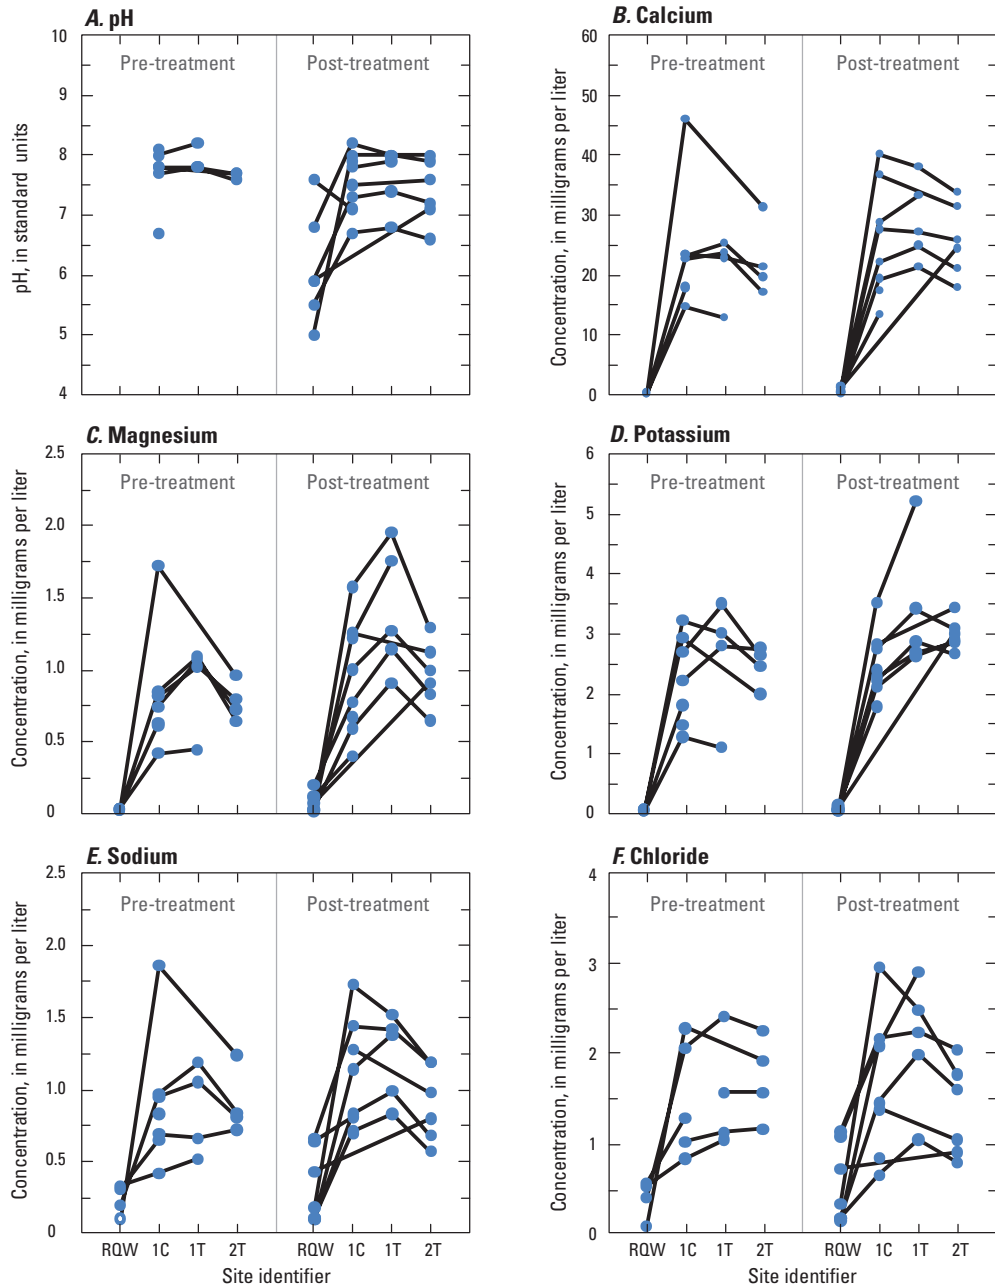 A. pH
pH, in standard units
10
9
8
7
6
5
4
Pre-treatment
Post-treatment
B. Calcium
Concentration, in milligrams per liter
60
50
40
30
20
10
0
Pre-treatment
Post-treatment
C. Magnesium
Concentration, in milligrams per liter
2.5
2.0
1.5
1.0
0.5
0
Pre-treatment
Post-treatment
D. Potassium
Concentration, in milligrams per liter
6
5
4
3
2
1
0
Pre-treatment
Post-treatment
E. Sodium
Concentration, in milligrams per liter
2.5
2.0
1.5
1.0
0.5
0
Pre-treatment
Post-treatment
RQW 1C 1T 2T RQW 1C 1T 2T
Site identifier
F. Chloride
Concentration, in milligrams per liter
4
3
2
1
0
Pre-treatment
Post-treatment
RQW 1C 1T 2T RQW 1C 1T 2T
Site identifier